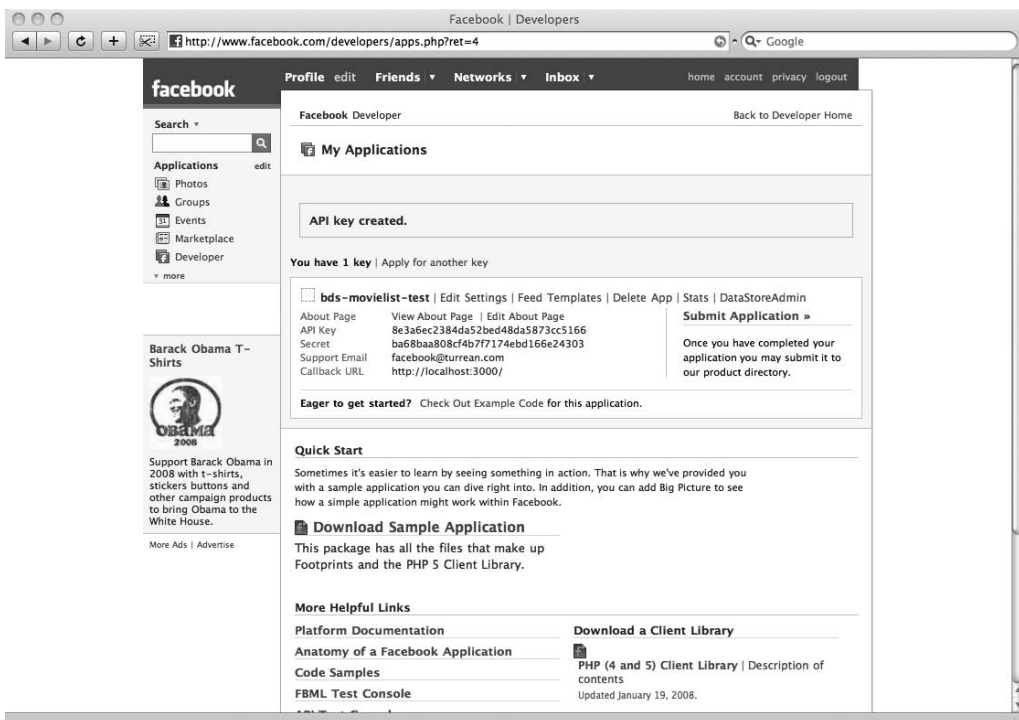 Facebook | Developers
http://www.facebook.com/developers/apps.php?ret=4
Google
facebook
Profile edit Friends Networks Inbox home account privacy logout
Search
Applications edit
Photos
Groups
31 Events
Marketplace
Developer
more
Barack Obama T-
Shirts
OBAMA
2008
Support Barack Obama in
2008 with t-shirts,
stickers buttons and
other campaign products
to bring Obama to the
White House.
More Ads | Advertise
Facebook Developer Back to Developer Home
My Applications
API key created.
You have 1 key | Apply for another key
bds-movielist-test | Edit Settings | Feed Templates | Delete App | Stats | DataStoreAdmin
About Page View About Page | Edit About Page
API Key 8e3a6ec2384da52bed48da5873cc5166
Secret ba68baa808cf4b7f7174ebd166e24303
Support Email facebook@turrean.com
Callback URL http://localhost:3000/
Submit Application »
Once you have completed your
application you may submit it to
our product directory.
Eager to get started? Check Out Example Code for this application.
Quick Start
Sometimes it's easier to learn by seeing something in action. That is why we've provided you
with a sample application you can dive right into. In addition, you can add Big Picture to see
how a simple application might work within Facebook.
Download Sample Application
This package has all the files that make up
Footprints and the PHP 5 Client Library.
More Helpful Links
Platform Documentation
Anatomy of a Facebook Application
Code Samples
FBML Test Console
Download a Client Library
PHP (4 and 5) Client Library | Description of
contents
Updated January 19, 2008.